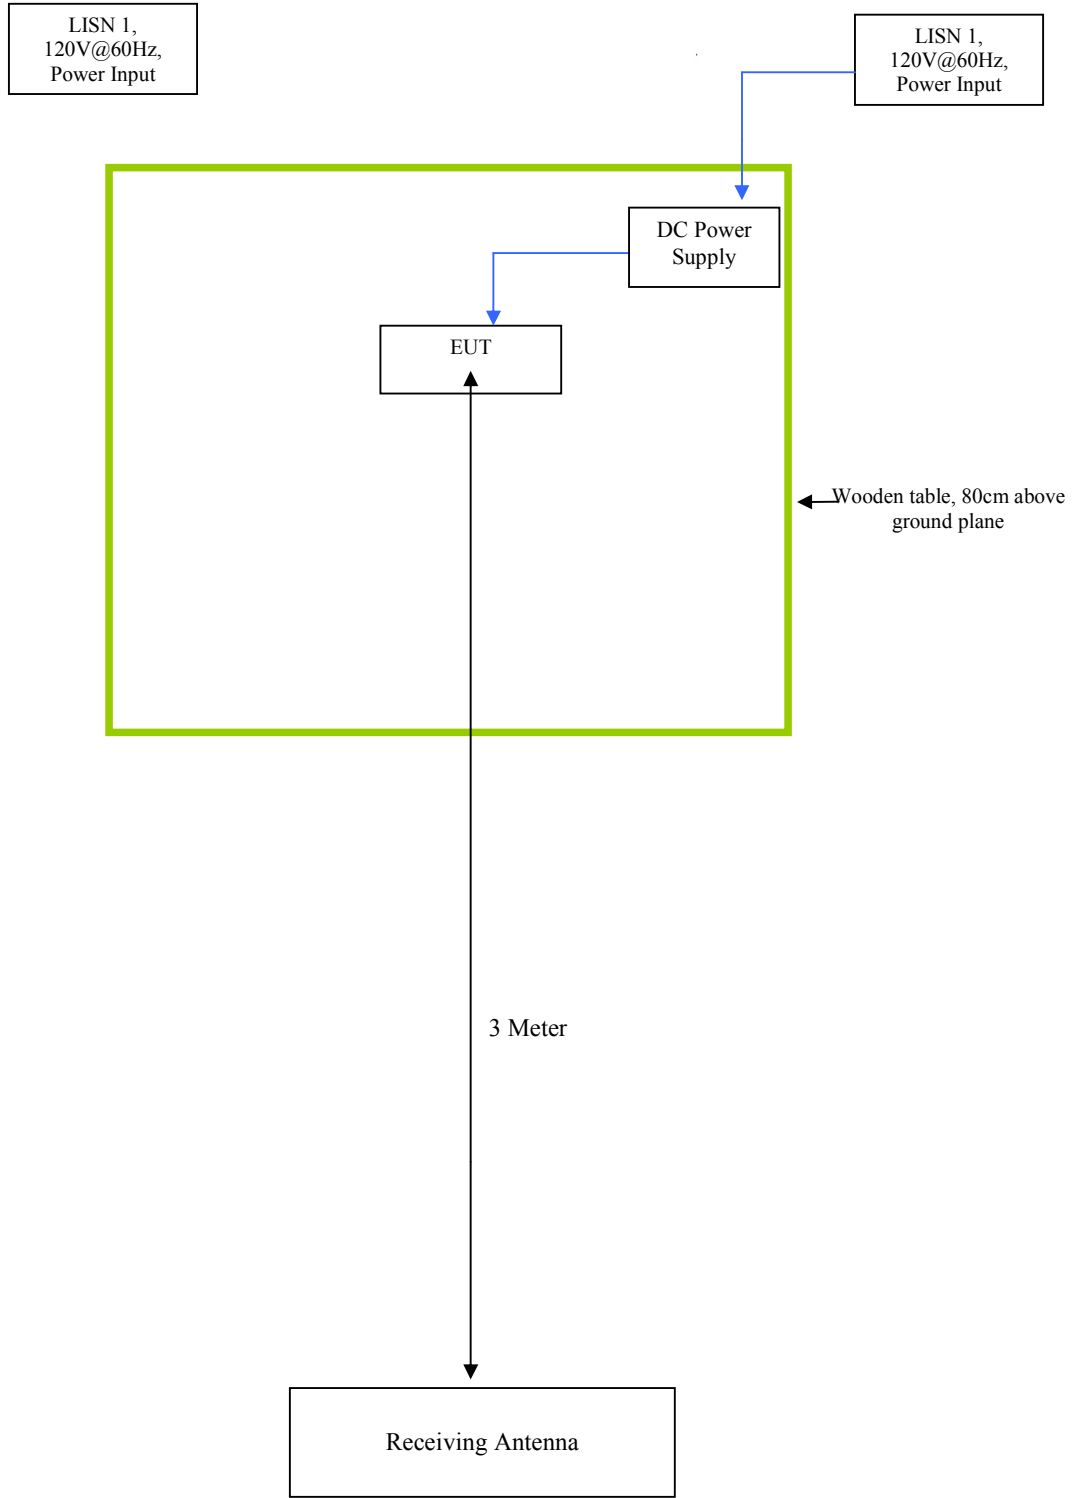 LISN 1,
120V@60Hz,
Power Input
LISN 1,
120V@60Hz,
Power Input
DC Power
Supply
EUT
Wooden table, 80cm above
ground plane
3 Meter
Receiving Antenna